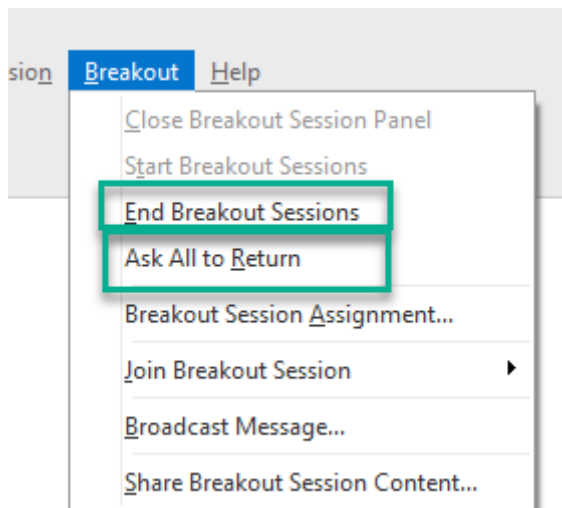 sion Breakout Help
Close Breakout Session Panel
Start Breakout Sessions
End Breakout Sessions
Ask All to Return
Breakout Session Assignment...
Join Breakout Session
Broadcast Message...
Share Breakout Session Content...